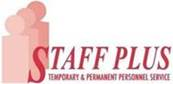 STAFF PLUS
TEMPORARY & PERMANENT PERSONNEL SERVICE